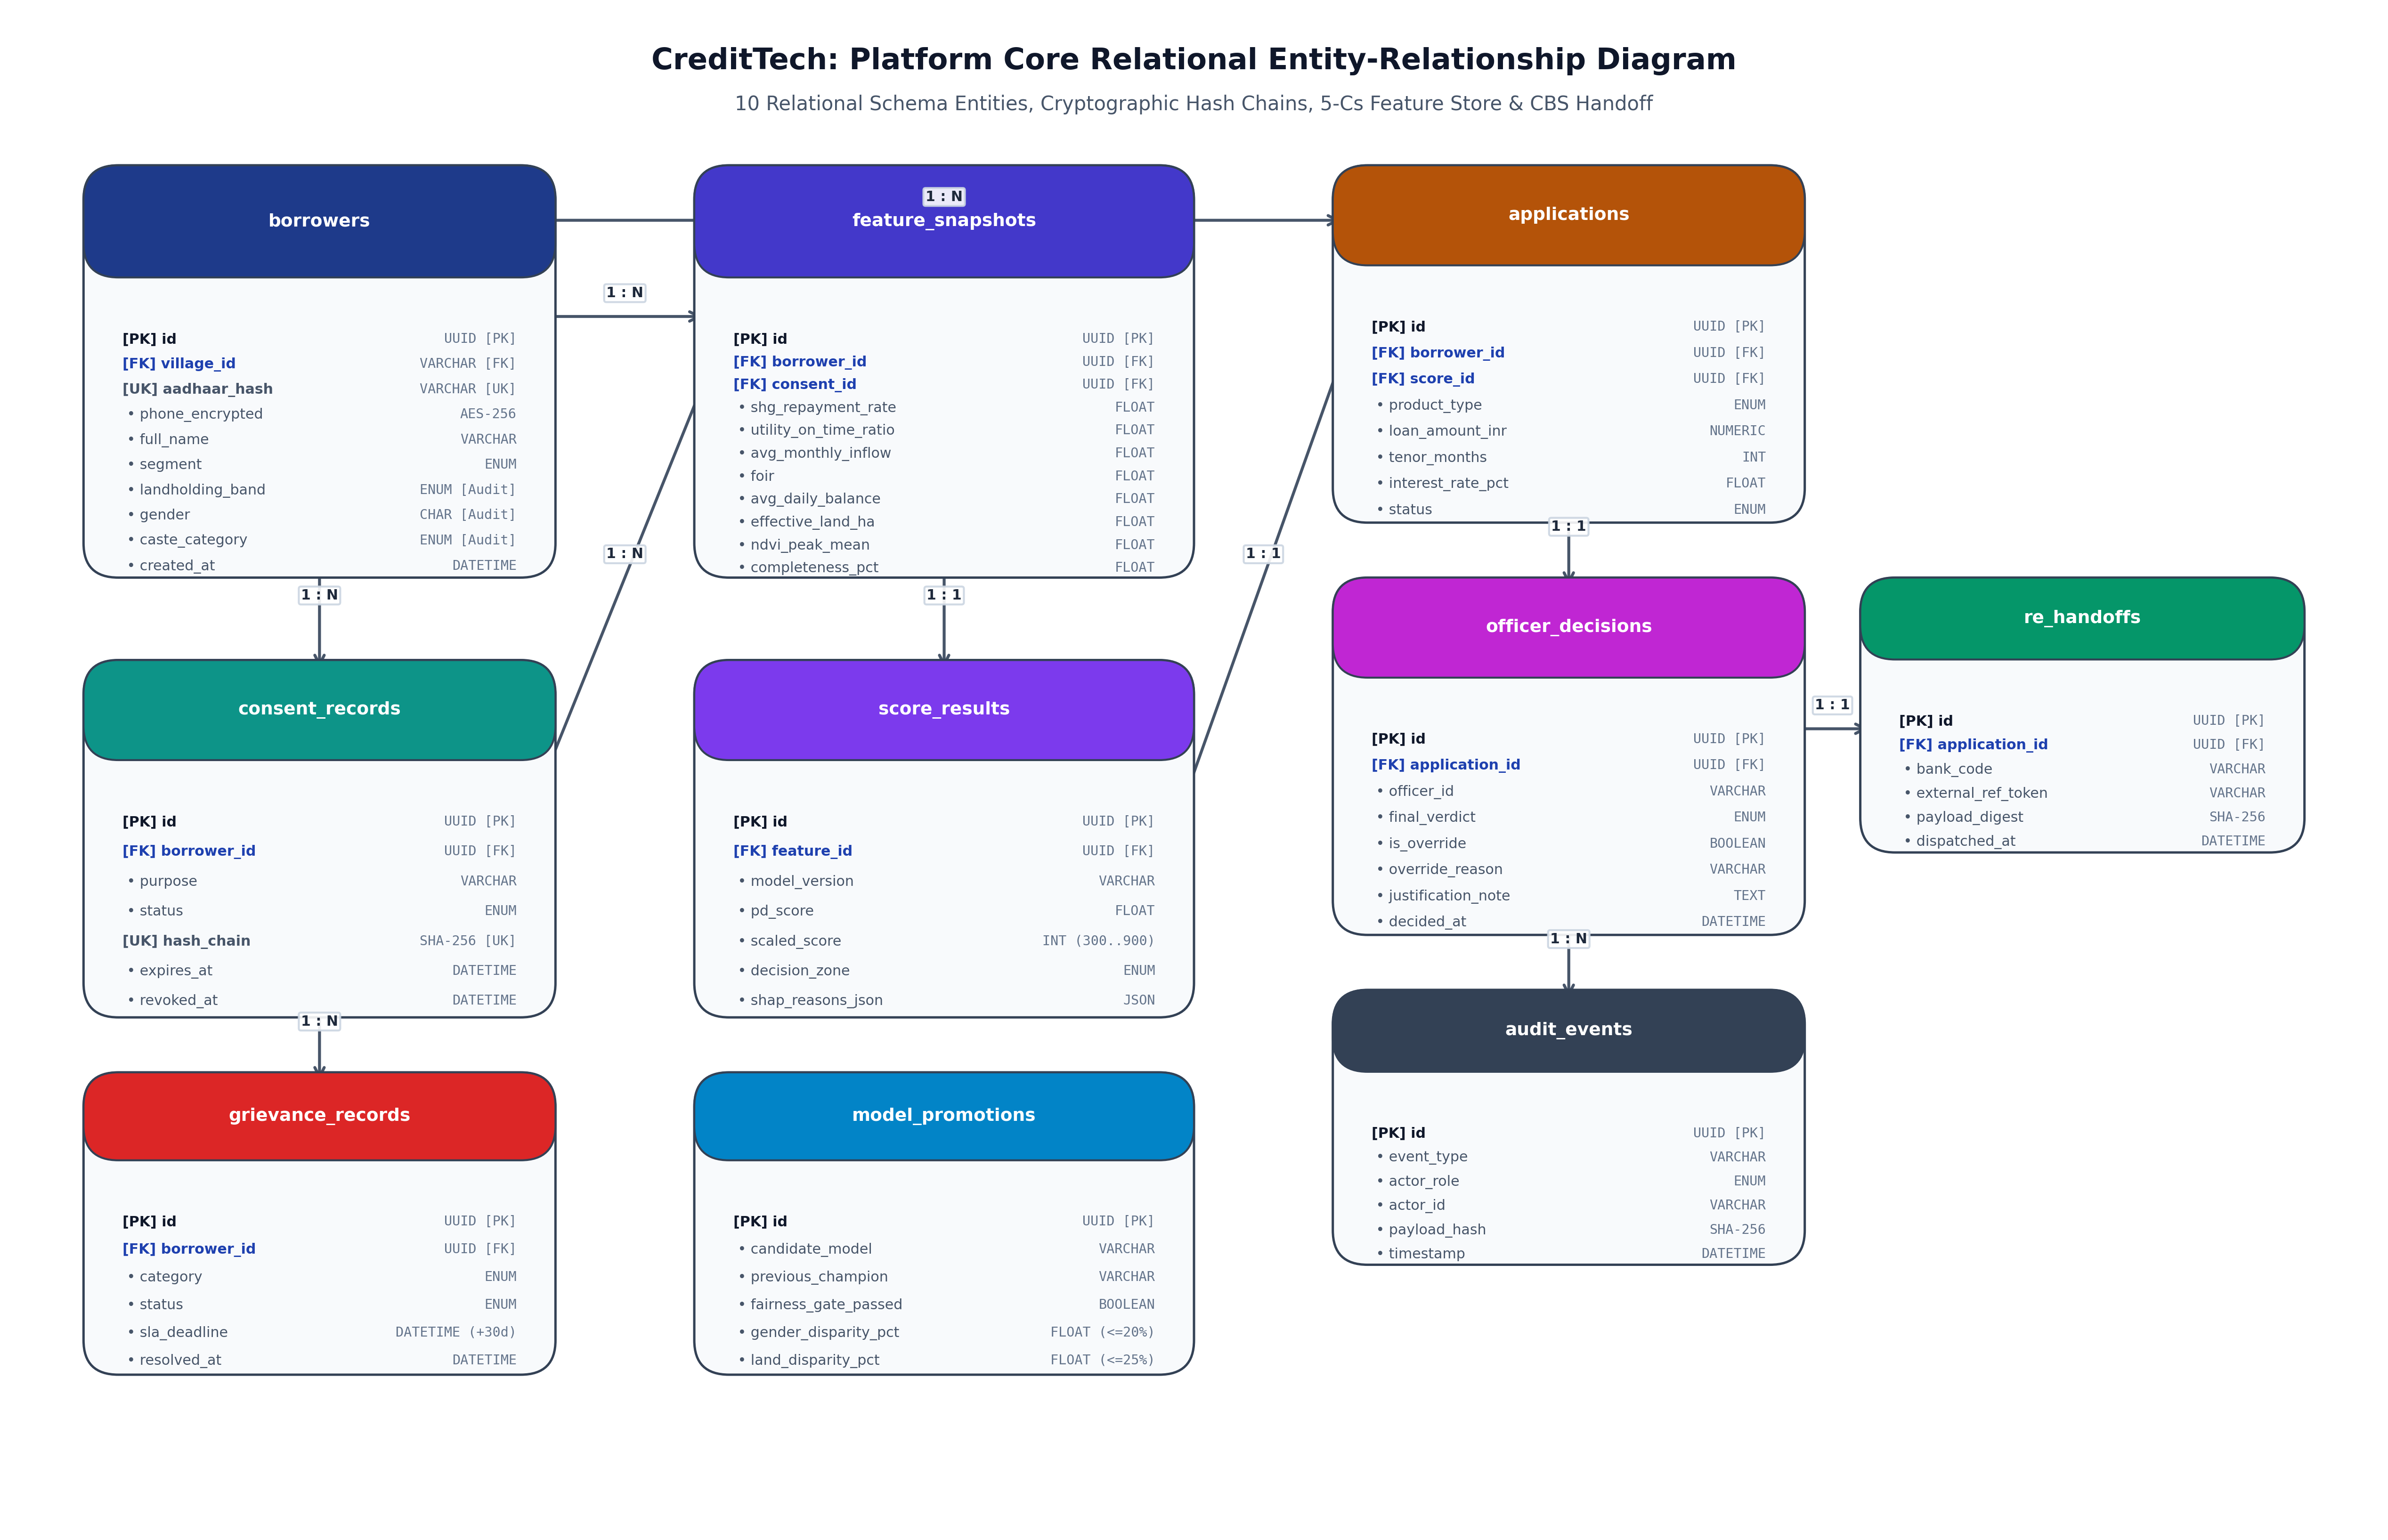 CreditTech: Platform Core Relational Entity-Relationship Diagram
10 Relational Schema Entities, Cryptographic Hash Chains, 5-Cs Feature Store & CBS Handoff
borrowers
[PK] id UUID [PK]
[FK] village_id VARCHAR [FK]
[UK] aadhaar_hash VARCHAR [UK]
• phone_encrypted AES-256
• full_name VARCHAR
• segment ENUM
• landholding_band ENUM [Audit]
• gender CHAR [Audit]
• caste_category ENUM [Audit]
• created_at DATETIME
1 : N
1 : N
feature_snapshots
[PK] id UUID [PK]
[FK] borrower_id UUID [FK]
[FK] consent_id UUID [FK]
• shg_repayment_rate FLOAT
• utility_on_time_ratio FLOAT
• avg_monthly_inflow FLOAT
• foir FLOAT
• avg_daily_balance FLOAT
• effective_land_ha FLOAT
• ndvi_peak_mean FLOAT
• completeness_pct FLOAT
applications
[PK] id UUID [PK]
[FK] borrower_id UUID [FK]
[FK] score_id UUID [FK]
• product_type ENUM
• loan_amount_inr NUMERIC
• tenor_months INT
• interest_rate_pct FLOAT
• status ENUM
1 : 1
1 : N
1 : 1
1 : N
1 : 1
consent_records
[PK] id UUID [PK]
[FK] borrower_id UUID [FK]
• purpose VARCHAR
• status ENUM
[UK] hash_chain SHA-256 [UK]
• expires_at DATETIME
• revoked_at DATETIME
1 : N
score_results
[PK] id UUID [PK]
[FK] feature_id UUID [FK]
• model_version VARCHAR
• pd_score FLOAT
• scaled_score INT (300..900)
• decision_zone ENUM
• shap_reasons_json JSON
officer_decisions
[PK] id UUID [PK]
[FK] application_id UUID [FK]
• officer_id VARCHAR
• final_verdict ENUM
• is_override BOOLEAN
• override_reason VARCHAR
• justification_note TEXT
• decided_at DATETIME
1 : N
1 : 1
re_handoffs
[PK] id UUID [PK]
[FK] application_id UUID [FK]
• bank_code VARCHAR
• external_ref_token VARCHAR
• payload_digest SHA-256
• dispatched_at DATETIME
grievance_records
[PK] id UUID [PK]
[FK] borrower_id UUID [FK]
• category ENUM
• status ENUM
• sla_deadline DATETIME (+30d)
• resolved_at DATETIME
model_promotions
[PK] id UUID [PK]
• candidate_model VARCHAR
• previous_champion VARCHAR
• fairness_gate_passed BOOLEAN
• gender_disparity_pct FLOAT (<=20%)
• land_disparity_pct FLOAT (<=25%)
audit_events
[PK] id UUID [PK]
• event_type VARCHAR
• actor_role ENUM
• actor_id VARCHAR
• payload_hash SHA-256
• timestamp DATETIME